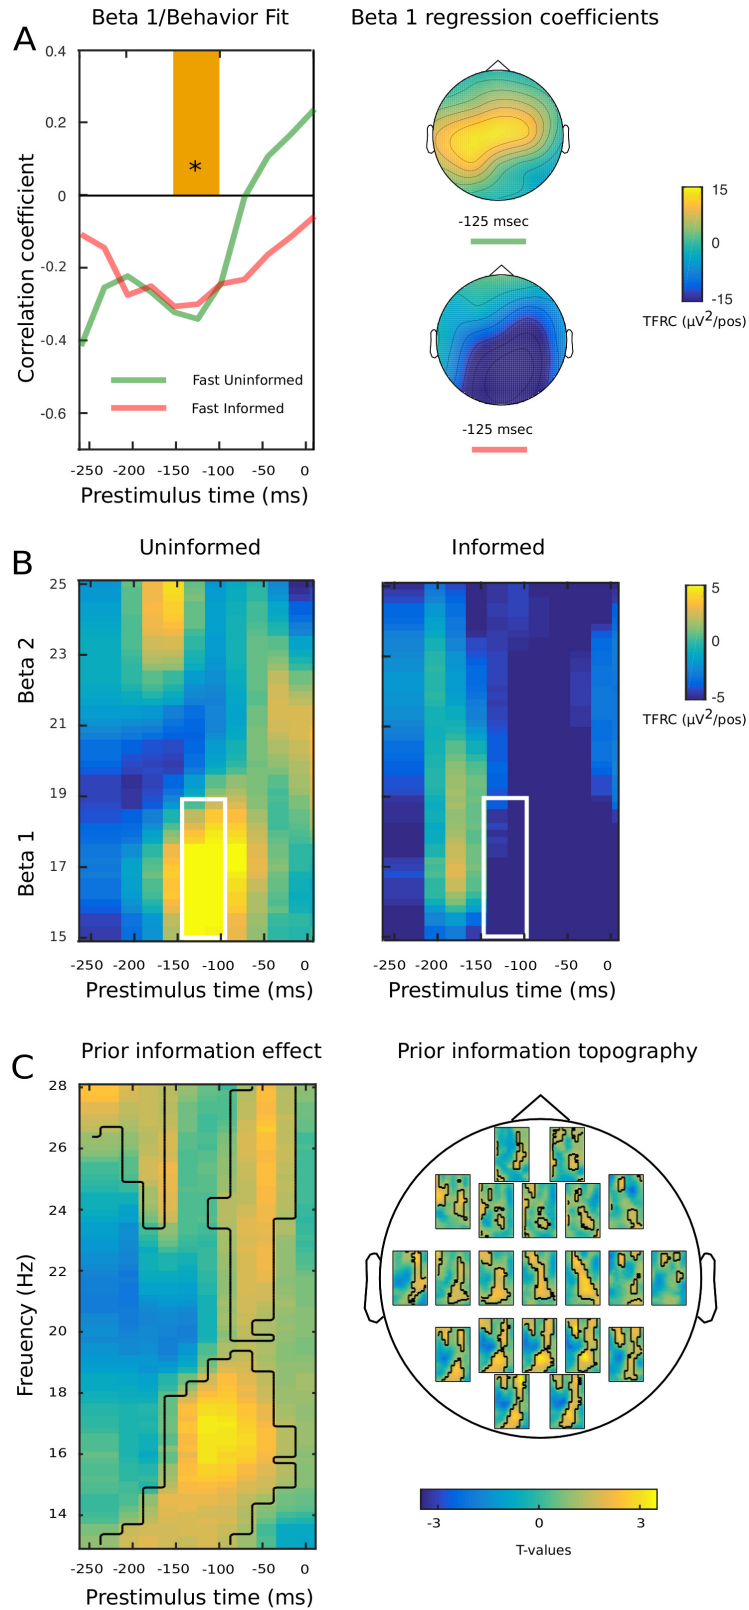 Beta 1/Behavior Fit
Beta 1 regression coefficients
A
0.4
0.2
0
-0.2
-0.4
-0.6
Correlation coefficient
*
Fast Uninformed
Fast Informed
-250 -200 -150 -100 -50 0
Prestimulus time (ms)
-125 msec
-125 msec
15
0
-15
TFRC (μV²/pos)
B
Uninformed
Informed
25
23
21
19
17
15
Beta 2
Beta 1
-250 -200 -150 -100 -50 0
Prestimulus time (ms)
-250 -200 -150 -100 -50 0
Prestimulus time (ms)
5
0
-5
TFRC (μV²/pos)
C
Prior information effect
Prior information topography
28
26
24
22
20
18
16
14
Freuency (Hz)
-250 -200 -150 -100 -50 0
Prestimulus time (ms)
-3 0 3
T-values